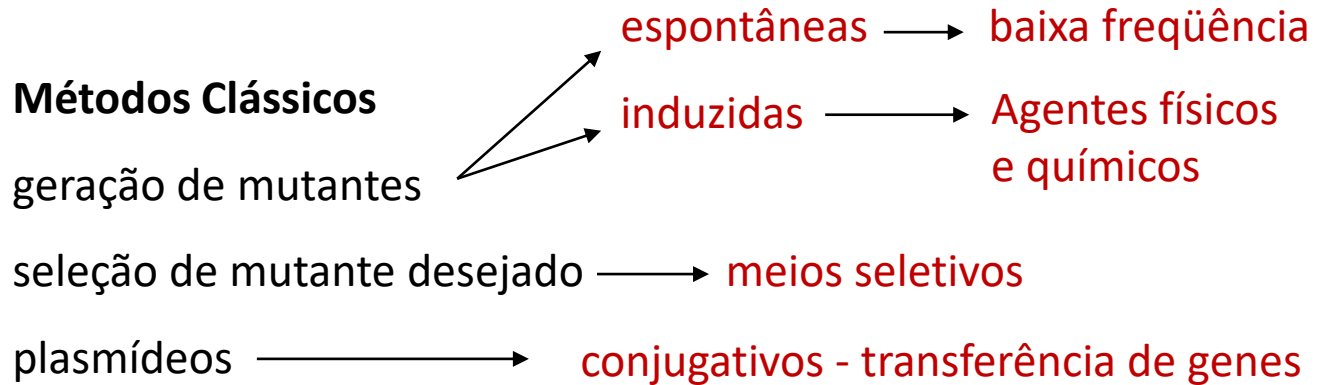 espontâneas baixa freqüência
Métodos Clássicos
induzidas Agentes físicos
e químicos
geração de mutantes
seleção de mutante desejado meios seletivos
plasmídeos conjugativos - transferência de genes